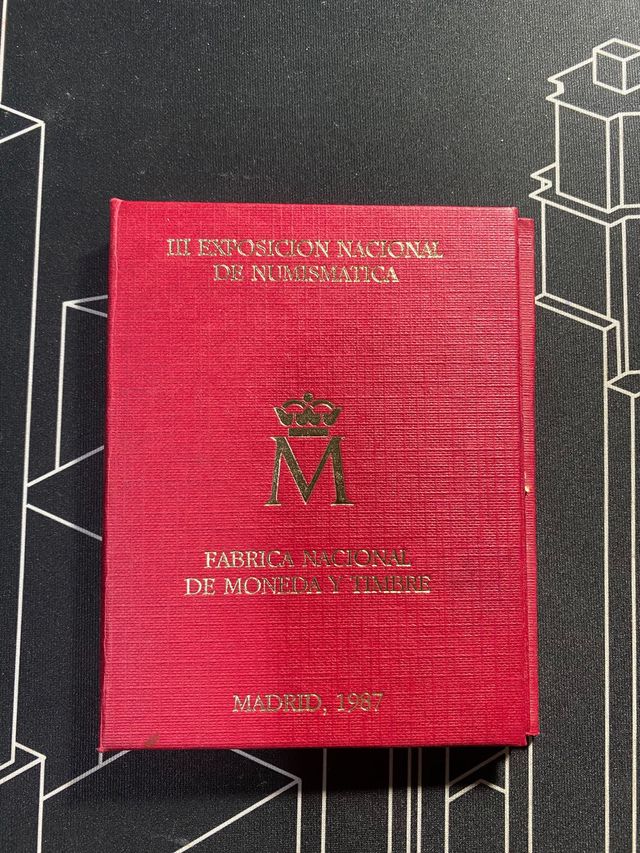 III EXPOSICION NACIONAL
DE NUMISMATICA
M
FABRICA NACIONAL
DE MONEDA Y TIMBRE
MADRID, 1987